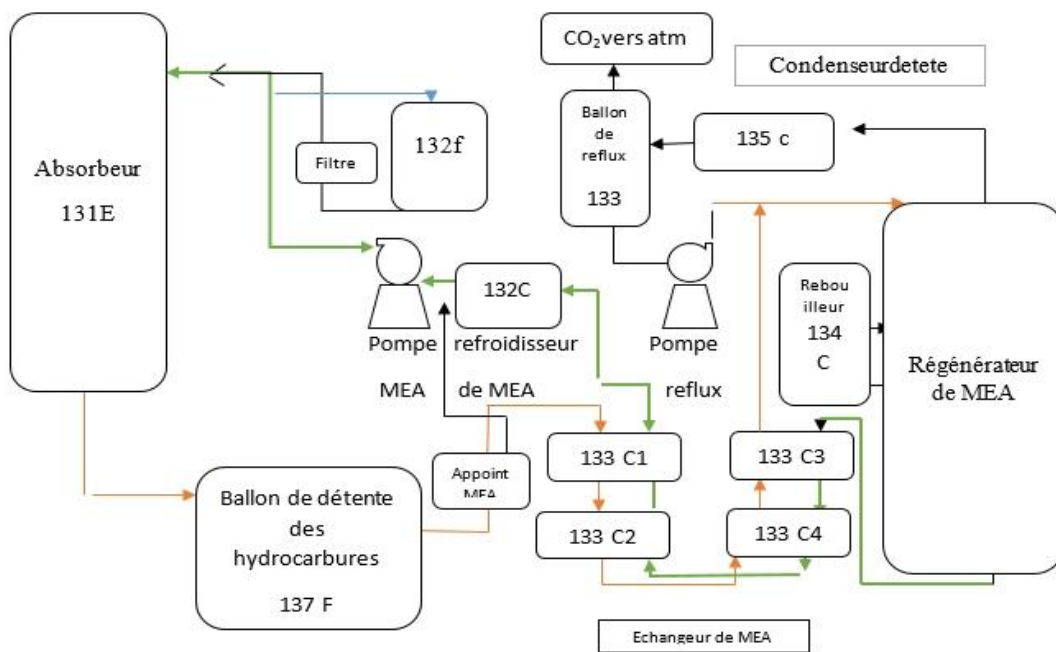 CO₂vers atm
Condenseurdetete
Absorbeur
131E
Filtre
132f
Ballon
de
reflux
133
135 c
132C
Pompe
MEA
refroidisseur
de MEA
Pompe
reflux
Rebo
uilleur
134
C
Régénérateur
de MEA
Appoint
MEA
133 C1
133 C2
133 C3
133 C4
Ballon de détente
des
hydrocarbures
137 F
Echangeur de MEA